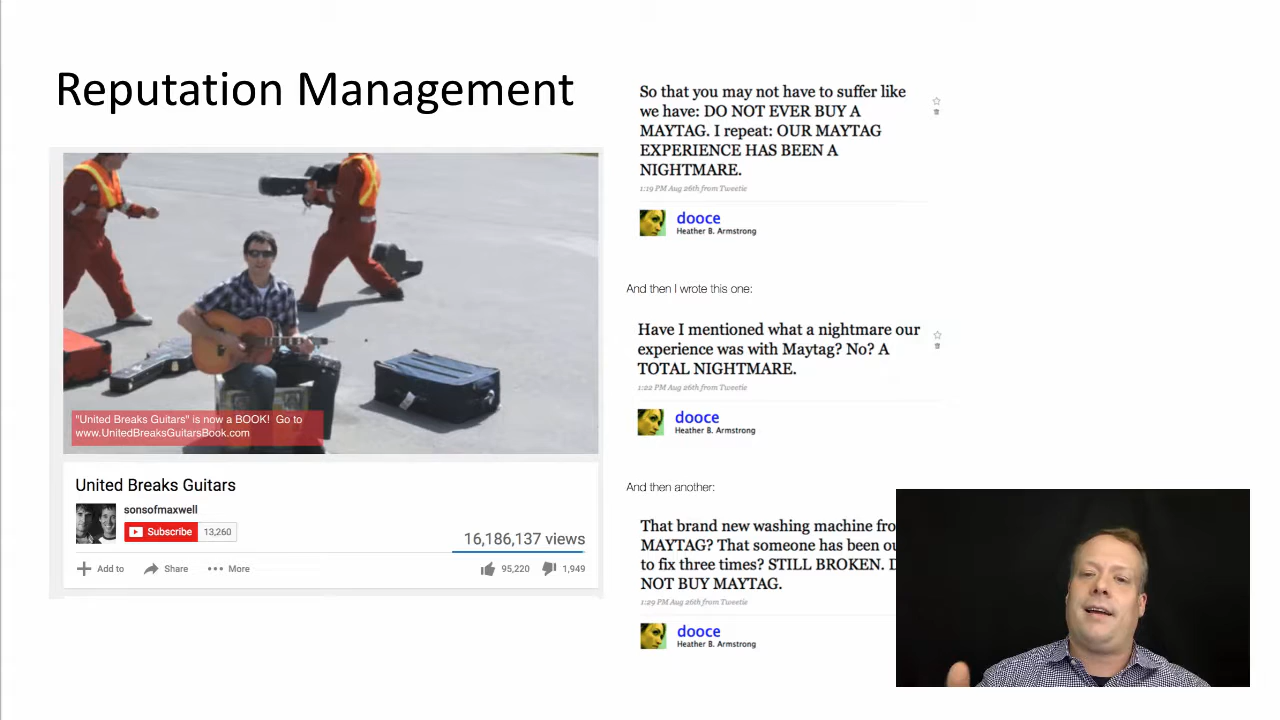 Reputation Management
"United Breaks Guitars" is now a BOOK!  Go to
www.UnitedBreaksGuitarsBook.com
United Breaks Guitars
sonsofmaxwell
Subscribe 13,260
16,186,137 views
Add to Share More 95,220 1,949
So that you may not have to suffer like
we have: DO NOT EVER BUY A
MAYTAG. I repeat: OUR MAYTAG
EXPERIENCE HAS BEEN A
NIGHTMARE.
1:19 PM Aug 26th from Tweetie
dooce
Heather B. Armstrong
And then I wrote this one:
Have I mentioned what a nightmare our
experience was with Maytag? No? A
TOTAL NIGHTMARE.
1:22 PM Aug 26th from Tweetie
dooce
Heather B. Armstrong
And then another:
That brand new washing machine fro
MAYTAG? That someone has been ou
to fix three times? STILL BROKEN.
NOT BUY MAYTAG.
1:29 PM Aug 26th from Tweetie
dooce
Heather B. Armstrong